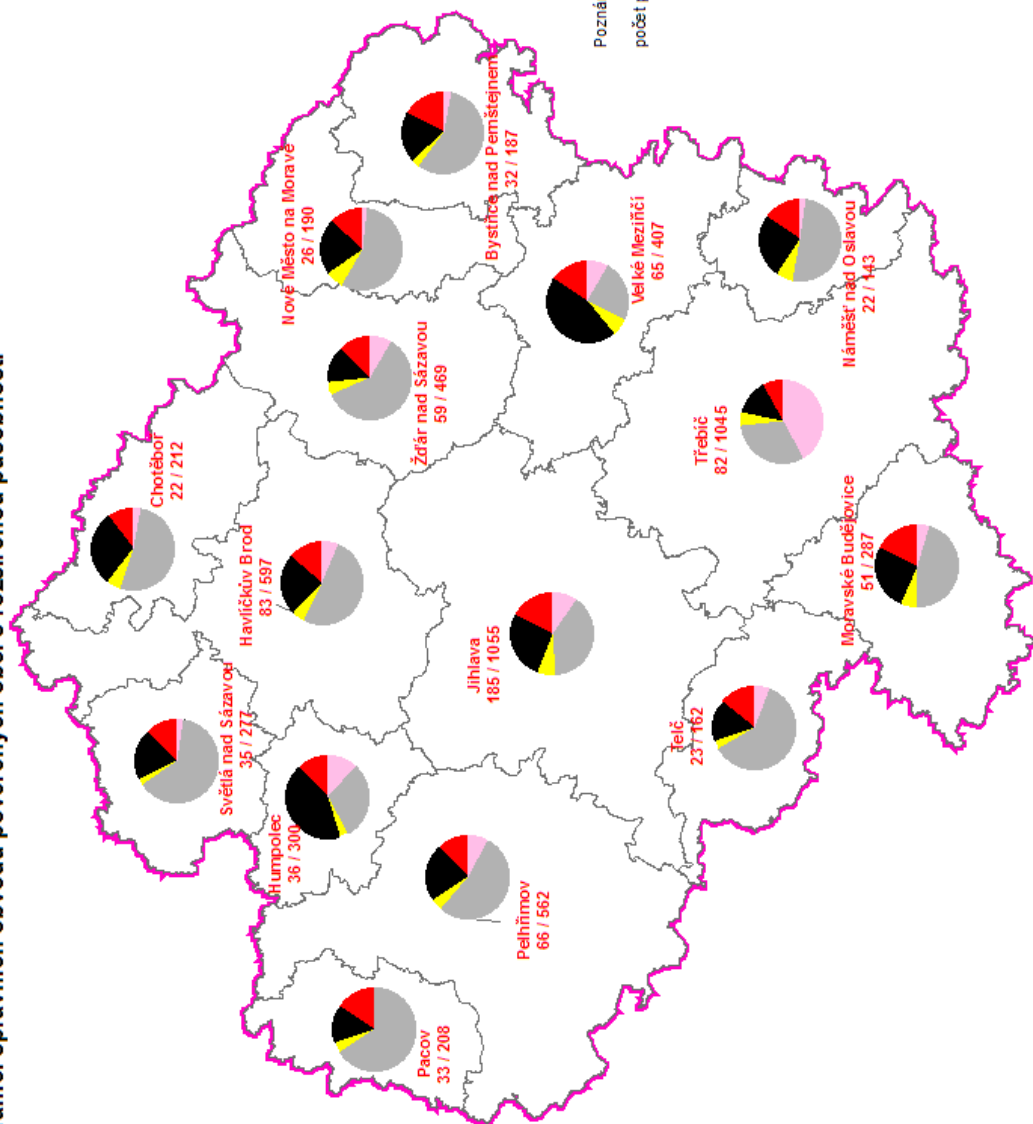 Poznám
počet p
Nové Město na Moravě
26 / 190
Bystřice nad Pernštejnem
32 / 187
Chotěboř
22 / 212
Žďár nad Sázavou
59 / 469
Velké Meziříčí
65 / 407
Náměšť nad Oslavou
22 / 143
Havlíčkův Brod
83 / 597
Světlá nad Sázavou
35 / 277
Humpolec
36 / 300
Jihlava
185 / 1055
Třebíč
82 / 1045
Moravské Budějovice
51 / 287
Telč
23 / 162
Pelhřimov
66 / 562
Pacov
33 / 208